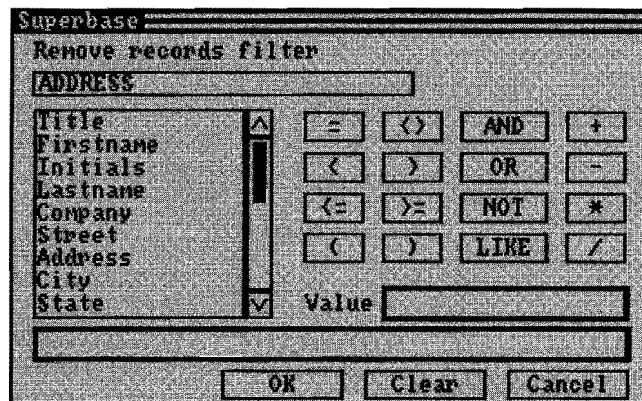 Superbase
Remove records filter
ADDRESS
Title
Firstname
Initials
Lastname
Company
Street
Address
City
State
= <> AND +
< > OR -
<= >= NOT *
( ) LIKE /
Value
OK Clear Cancel